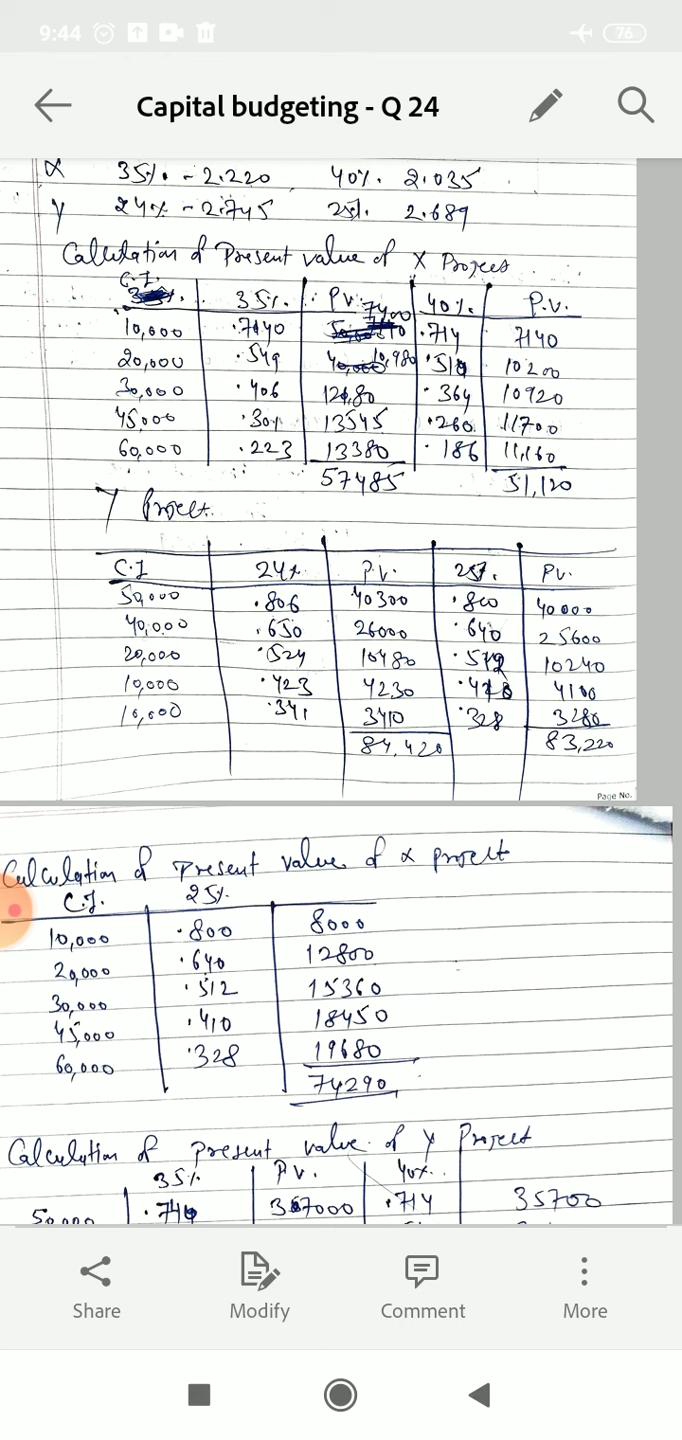 9:44 76
Capital budgeting - Q 24
X 35% - 2.220 40% 2.035
Y 24% - 2.745 25% 2.689
Calculation of Present value of X Project
C.I. 35% P.V. 40% P.V.
10,000 .7440 7400 .714 7140
20,000 .549 10,980 .510 10200
30,000 .406 12180 .364 10920
45,000 .301 13545 .260 11700
60,000 .223 13380 .186 11,160
57485 51,120
Y Project
C.I 24% P.V. 25%. P.V.
50,000 .806 40300 .800 40000
40,000 .650 26000 .640 25600
20,000 .524 10480 .512 10240
10,000 .423 4230 4100
10,000 .341 3410 .328 3280
84,420 83,220
Page No.
Calculation of Present value of x project
C.I. 25%
10,000 .800 8000
20,000 .640 12800
30,000 .512 15360
45,000 .410 18450
60,000 .328 19680
74290
Calculation of present value of y Project
35% P.V. 40%.
50,000 .740 37000 .714 35700
Share Modify Comment More